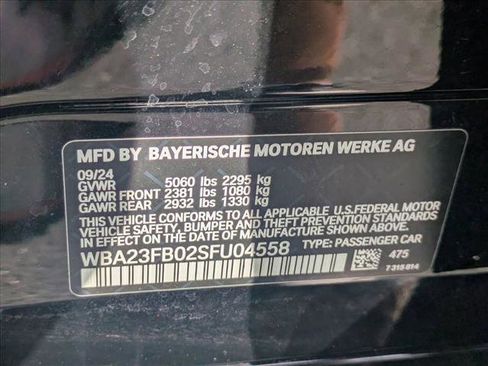 MFD BY BAYERISCHE MOTOREN WERKE AG
09/24
GVWR 5060 lbs 2295 kg
GAWR FRONT 2381 lbs 1080 kg
GAWR REAR 2932 lbs 1330 kg
THIS VEHICLE CONFORMS TO ALL APPLICABLE U.S.FEDERAL MOTOR
VEHICLE SAFETY, BUMPER AND THEFT PREVENTION STANDARDS
IN EFFECT ON THE DATE OF MANUFACTURE SHOWN ABOVE.
WBA23FB02SFU04558 TYPE: PASSENGER CAR
475
7 315 014